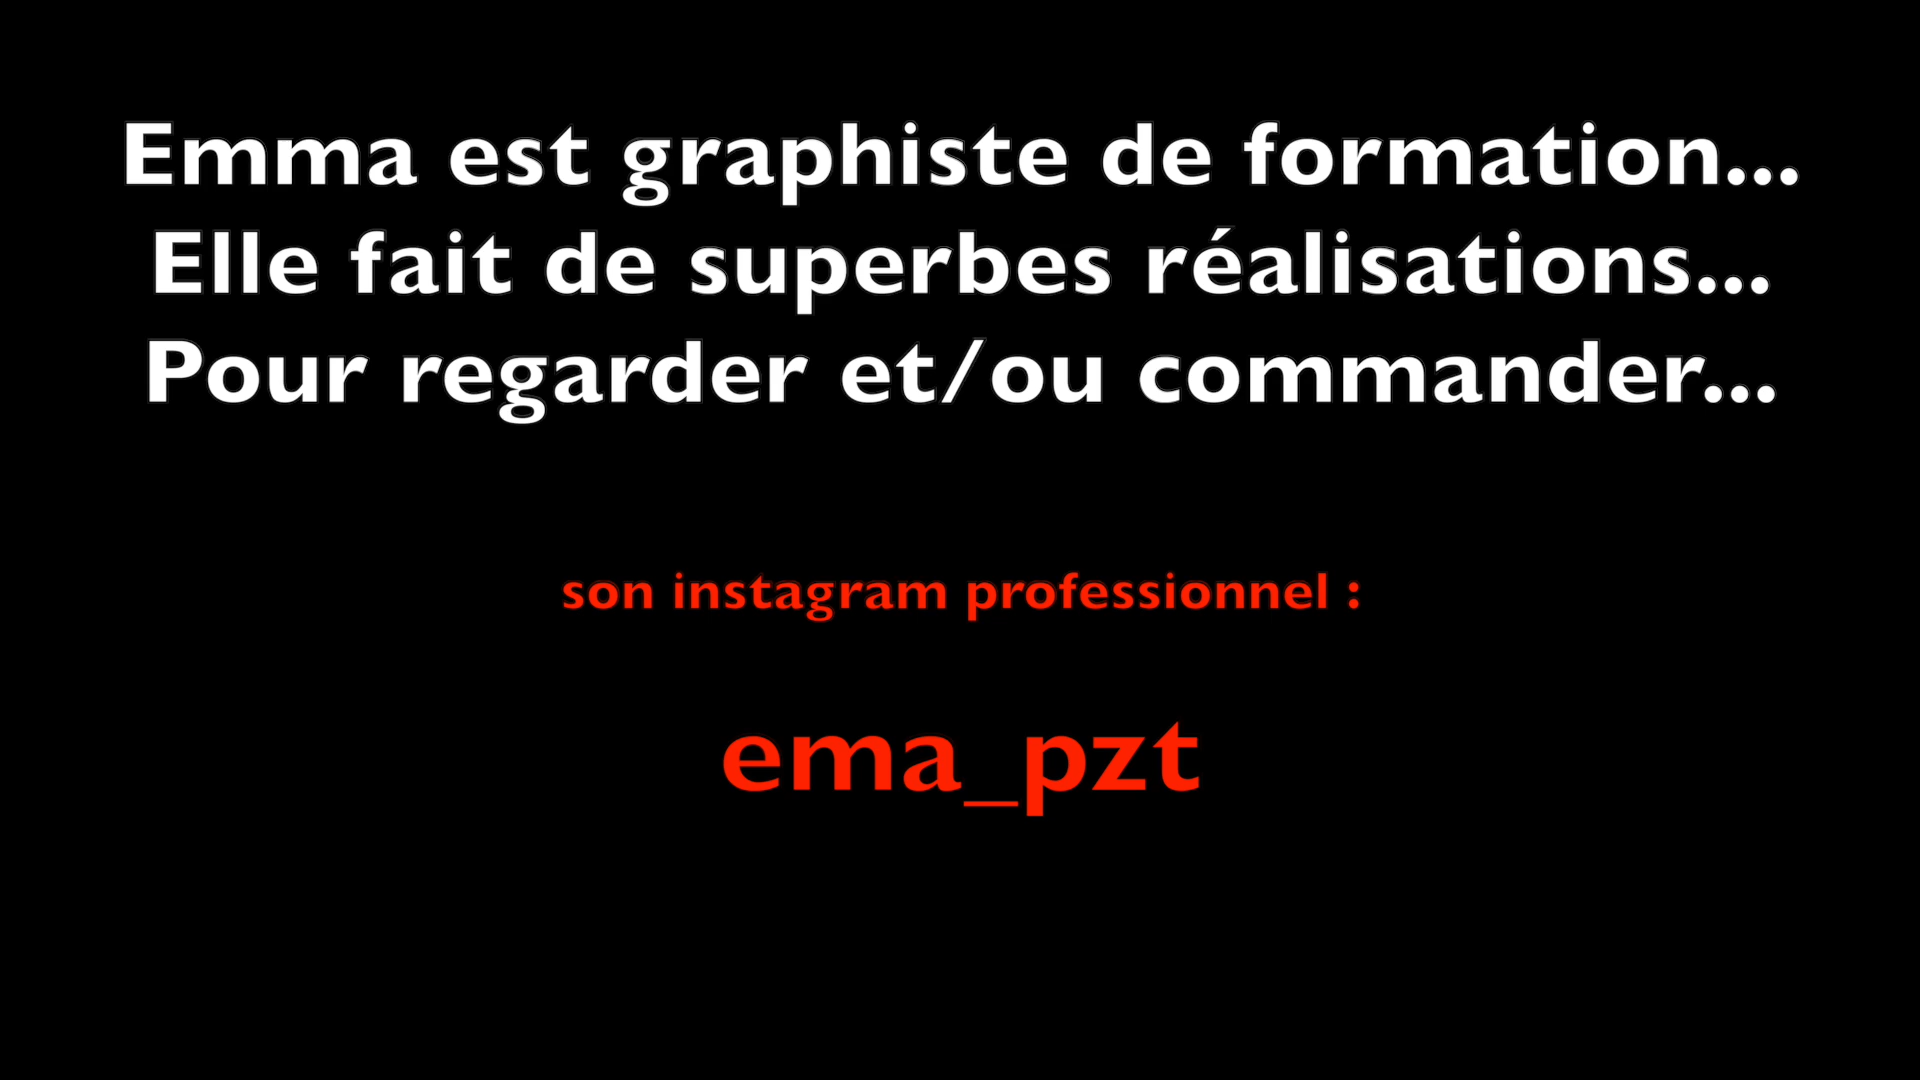 Emma est graphiste de formation...
Elle fait de superbes réalisations...
Pour regarder et/ou commander...
son instagram professionnel :
ema_pzt